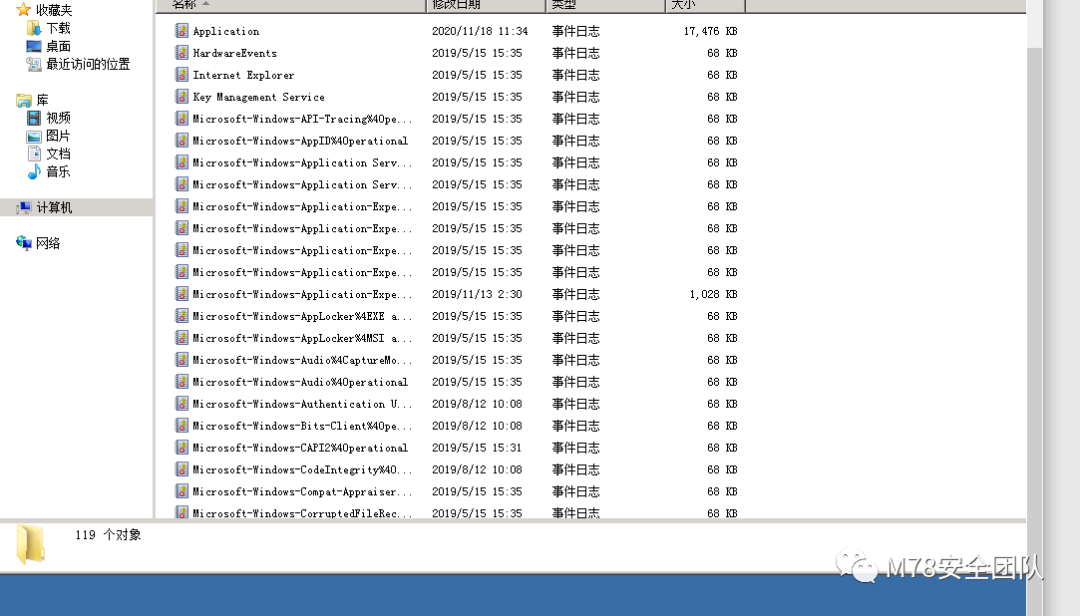 收藏夹
下载
桌面
最近访问的位置
库
视频
图片
文档
音乐
计算机
网络
名称 修改日期 类型 大小
Application 2020/11/18 11:34 事件日志 17,476 KB
HardwareEvents 2019/5/15 15:35 事件日志 68 KB
Internet Explorer 2019/5/15 15:35 事件日志 68 KB
Key Management Service 2019/5/15 15:35 事件日志 68 KB
Microsoft-Windows-API-Tracing%4Ope... 2019/5/15 15:35 事件日志 68 KB
Microsoft-Windows-AppID%4Operational 2019/5/15 15:35 事件日志 68 KB
Microsoft-Windows-Application Serv... 2019/5/15 15:35 事件日志 68 KB
Microsoft-Windows-Application Serv... 2019/5/15 15:35 事件日志 68 KB
Microsoft-Windows-Application-Expe... 2019/5/15 15:35 事件日志 68 KB
Microsoft-Windows-Application-Expe... 2019/5/15 15:35 事件日志 68 KB
Microsoft-Windows-Application-Expe... 2019/5/15 15:35 事件日志 68 KB
Microsoft-Windows-Application-Expe... 2019/5/15 15:35 事件日志 68 KB
Microsoft-Windows-Application-Expe... 2019/11/13 2:30 事件日志 1,028 KB
Microsoft-Windows-AppLocker%4EXE a... 2019/5/15 15:35 事件日志 68 KB
Microsoft-Windows-AppLocker%4MSI a... 2019/5/15 15:35 事件日志 68 KB
Microsoft-Windows-Audio%4CaptureMo... 2019/5/15 15:35 事件日志 68 KB
Microsoft-Windows-Audio%4Operational 2019/5/15 15:35 事件日志 68 KB
Microsoft-Windows-Authentication U... 2019/8/12 10:08 事件日志 68 KB
Microsoft-Windows-Bits-Client%4Ope... 2019/8/12 10:08 事件日志 68 KB
Microsoft-Windows-CAPI2%4Operational 2019/5/15 15:31 事件日志 68 KB
Microsoft-Windows-CodeIntegrity%4O... 2019/8/12 10:08 事件日志 68 KB
Microsoft-Windows-Compat-Appraiser... 2019/5/15 15:35 事件日志 68 KB
Microsoft-Windows-CorruptedFileRec... 2019/5/15 15:35 事件日志 68 KB
119 个对象
M78安全团队